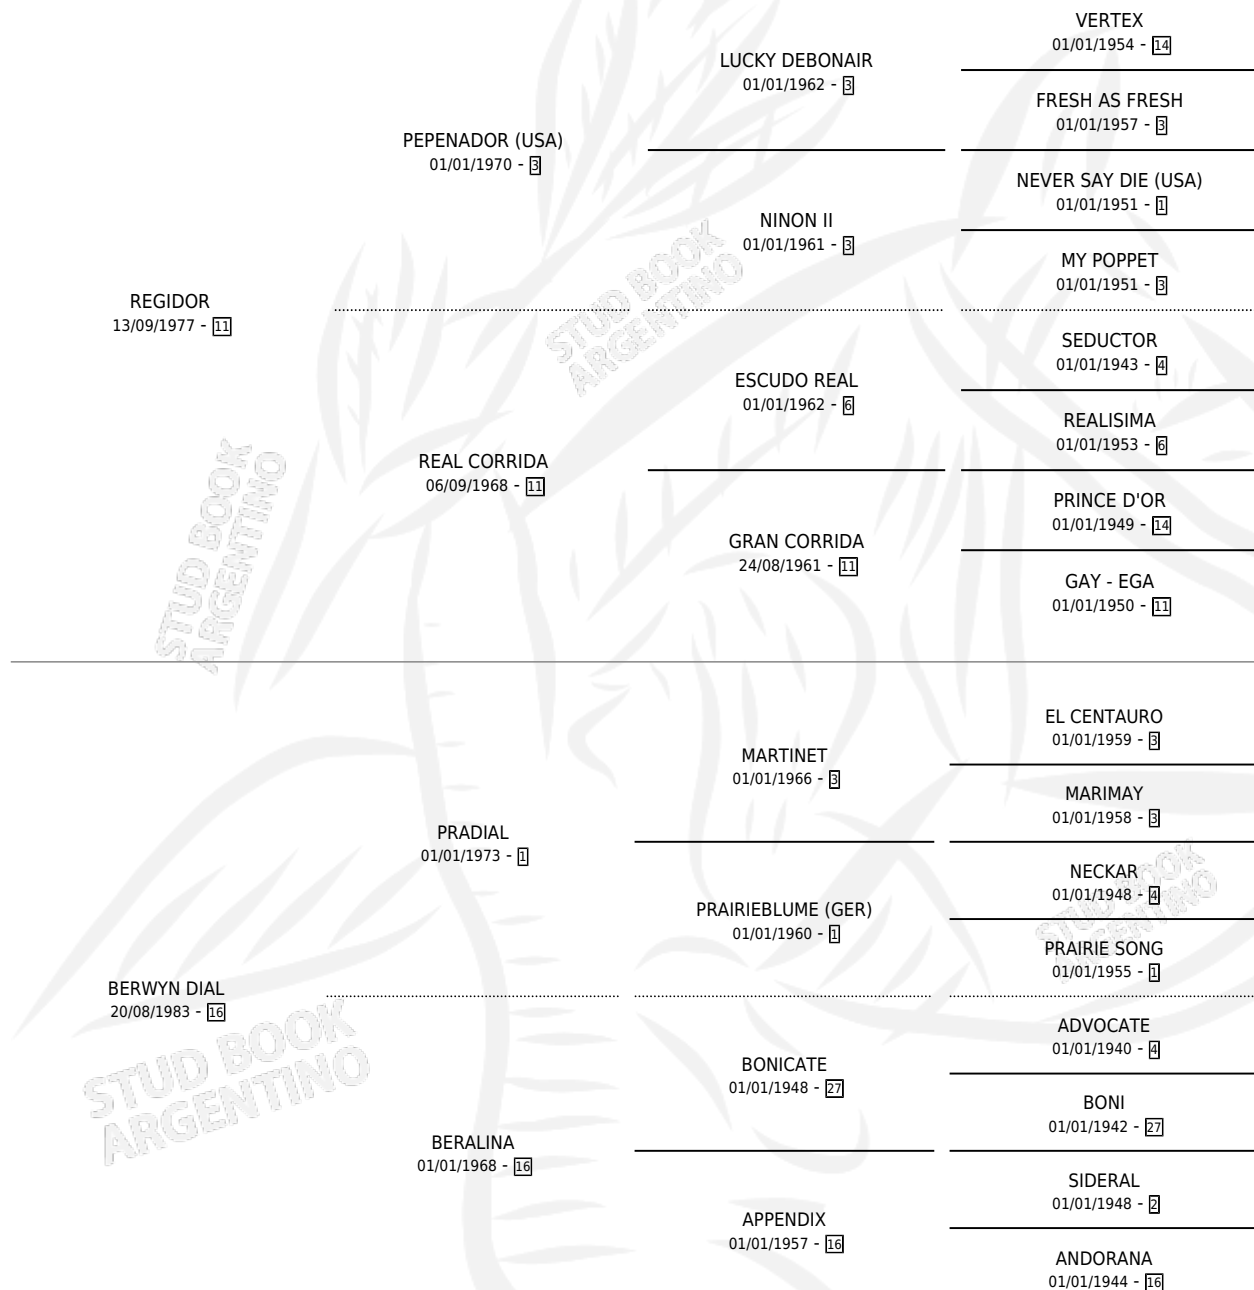 VERTEX
01/01/1954 - 14
LUCKY DEBONAIR
01/01/1962 - 3
FRESH AS FRESH
01/01/1957 - 3
PEPENADOR (USA)
01/01/1970 - 3
NEVER SAY DIE (USA)
01/01/1951 - 1
NINON II
01/01/1961 - 3
MY POPPET
01/01/1951 - 3
REGIDOR
13/09/1977 - 11
STUD BOOK
ARGENTINO
SEDUCTOR
01/01/1943 - 4
ESCUDO REAL
01/01/1962 - 6
REALISIMA
01/01/1953 - 6
REAL CORRIDA
06/09/1968 - 11
PRINCE D'OR
01/01/1949 - 14
GRAN CORRIDA
24/08/1961 - 11
GAY - EGA
01/01/1950 - 11
STUD BOOK
ARGENTINO
EL CENTAURO
01/01/1959 - 3
MARTINET
01/01/1966 - 3
MARIMAY
01/01/1958 - 3
PRADIAL
01/01/1973 - 1
NECKAR
01/01/1948 - 4
PRAIRIEBLUME (GER)
01/01/1960 - 1
STUD BOOK
ARGENTINO
PRAIRIE SONG
01/01/1955 - 1
BERWYN DIAL
20/08/1983 - 16
STUD BOOK
ARGENTINO
ADVOCATE
01/01/1940 - 4
BONICATE
01/01/1948 - 27
BONI
01/01/1942 - 27
BERALINA
01/01/1968 - 16
SIDERAL
01/01/1948 - 2
APPENDIX
01/01/1957 - 16
ANDORANA
01/01/1944 - 16